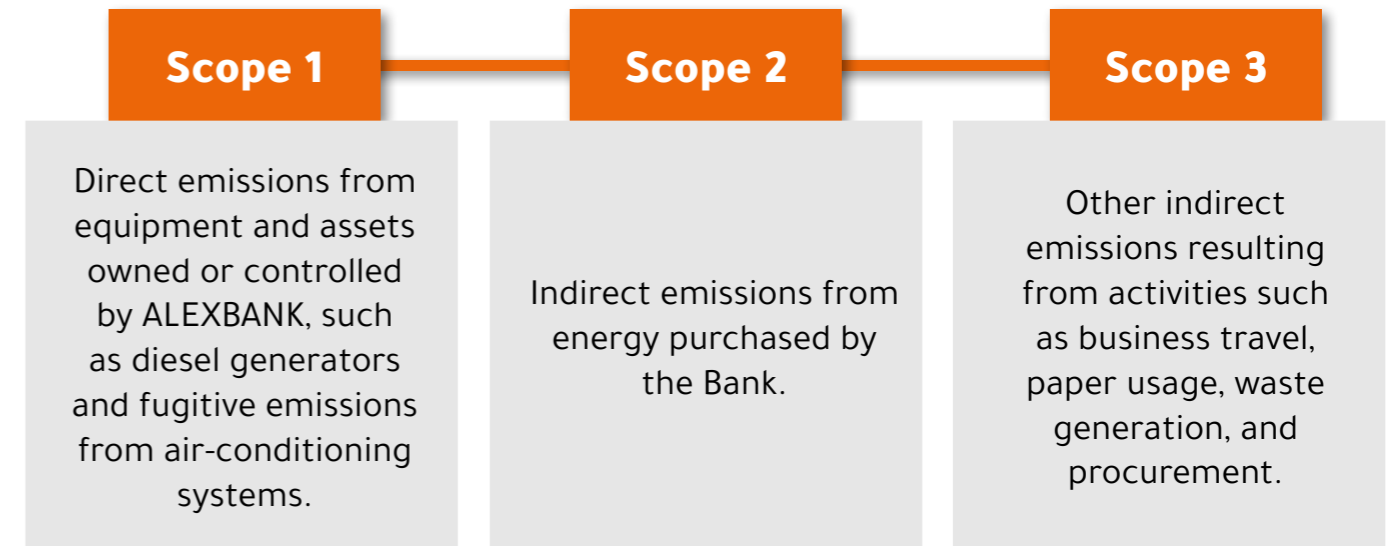 Scope 1
Direct emissions from
equipment and assets
owned or controlled
by ALEXBANK, such
as diesel generators
and fugitive emissions
from air-conditioning
systems.
Scope 2
Indirect emissions from
energy purchased by
the Bank.
Scope 3
Other indirect
emissions resulting
from activities such
as business travel,
paper usage, waste
generation, and
procurement.